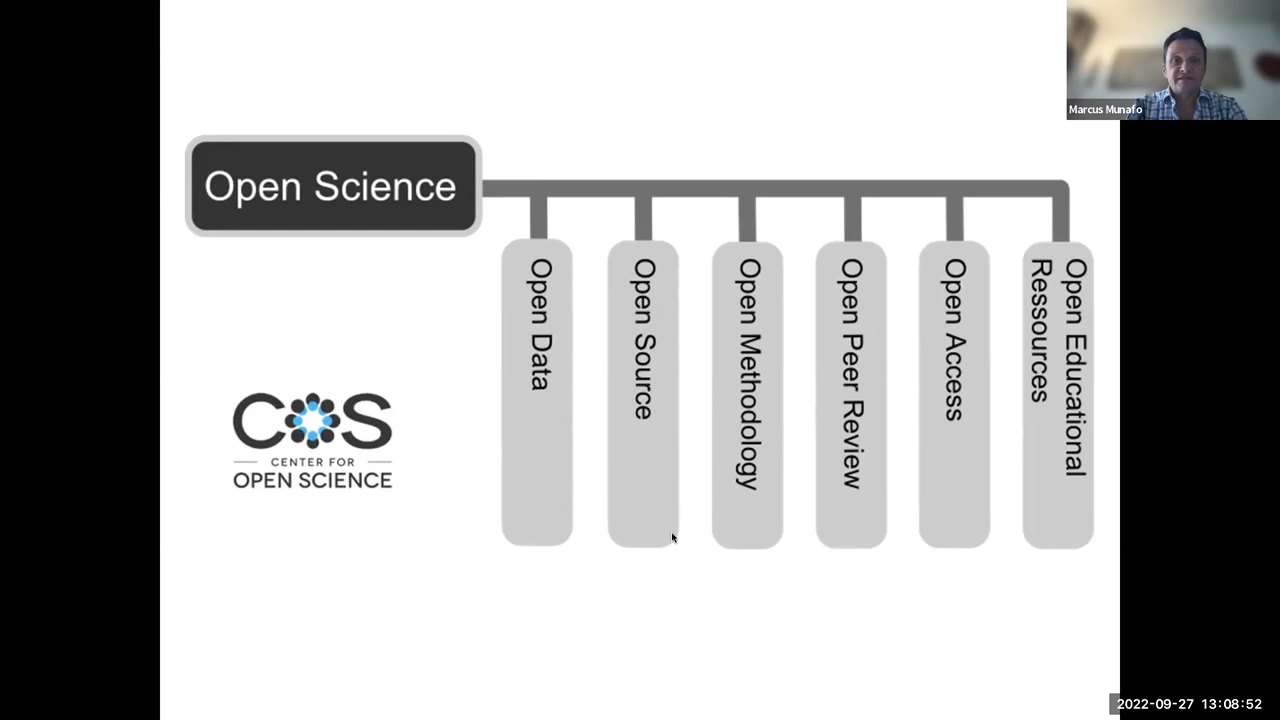 Marcus Munafo
Open Science
Open Data
Open Source
Open Methodology
Open Peer Review
Open Access
Open Educational
Ressources
COS
CENTER FOR
OPEN SCIENCE
2022-09-27 13:08:52